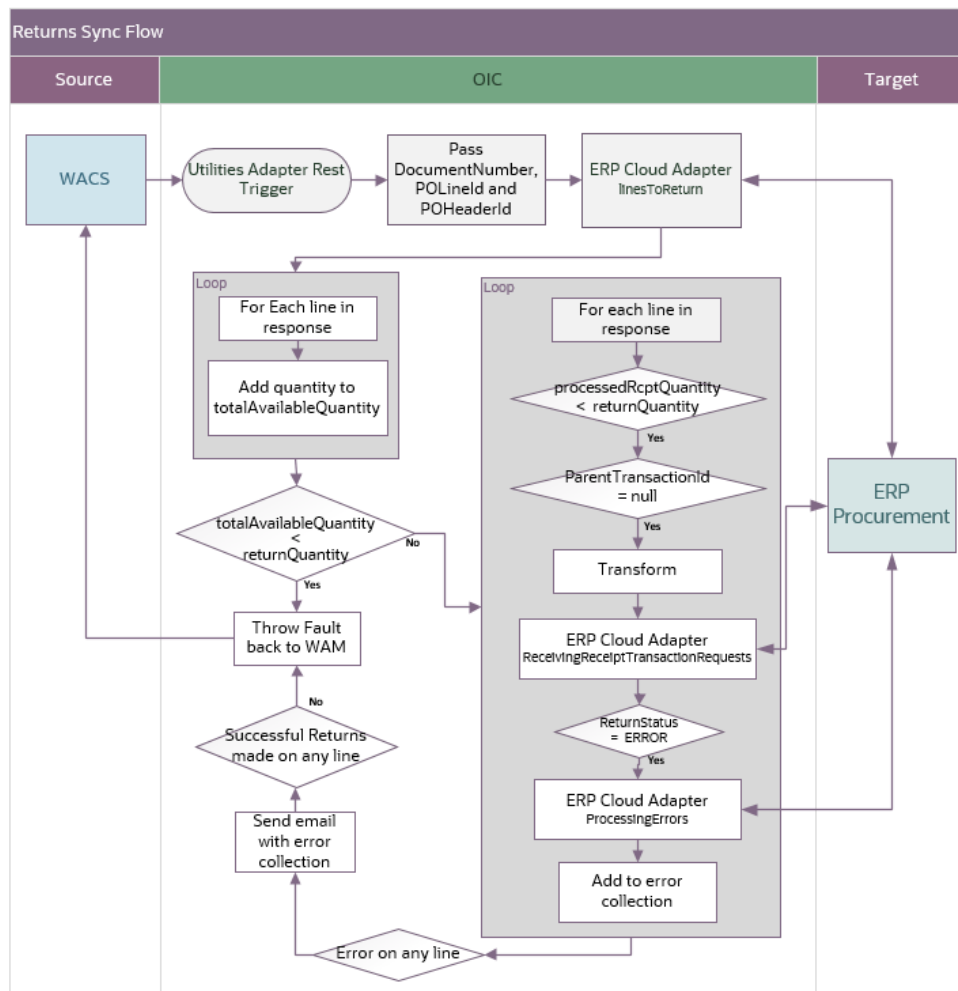 Returns Sync Flow
Source
OIC
Target
WACS
Utilities Adapter Rest
Trigger
Pass
DocumentNumber,
POLineId and
POHeaderId
ERP Cloud Adapter
linesToReturn
Loop
For Each line in
response
Add quantity to
totalAvailableQuantity
totalAvailableQuantity
<
returnQuantity
No
Yes
Throw Fault
back to WAM
No
Successful Returns
made on any line
Send email
with error
collection
Error on any line
Loop
For each line in
response
processedRcptQuantity
< returnQuantity
Yes
ParentTransactionId
= null
Yes
Transform
ERP Cloud Adapter
ReceivingReceiptTransactionRequests
ReturnStatus
= ERROR
Yes
ERP Cloud Adapter
ProcessingErrors
Add to error
collection
ERP
Procurement